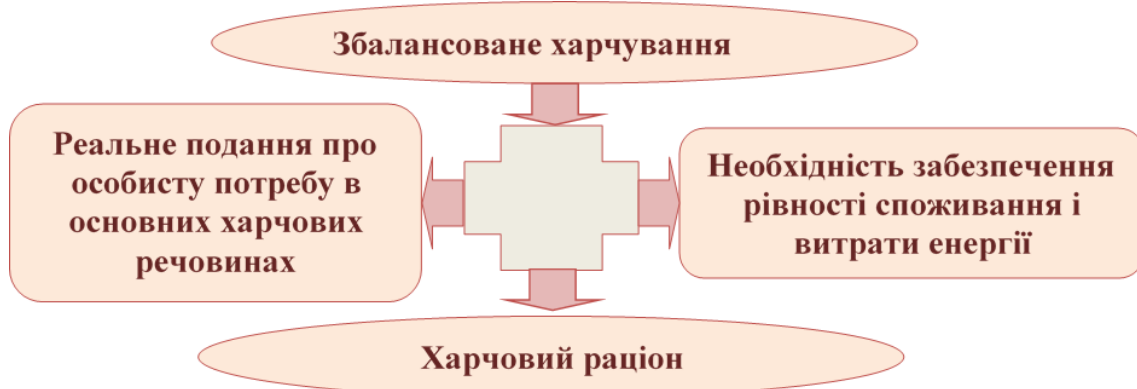 Збалансоване харчування
Реальне подання про
особисту потребу в
основних харчових
речовинах
Необхідність забезпечення
рівності споживання і
витрати енергії
Харчовий раціон